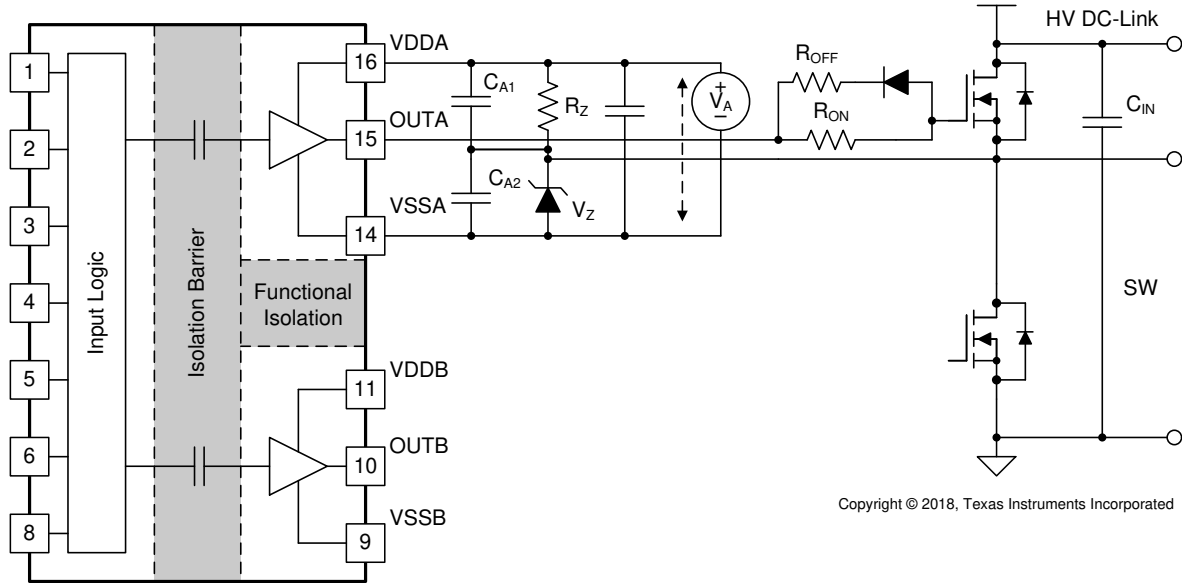 HV DC-Link
VDDA
1
16
C_A1
R_OFF
+
V_A
R_Z
R_ON
C_IN
OUTA
2
15
C_A2
VSSA
V_Z
3
14
Input Logic
Isolation Barrier
Functional
Isolation
4
SW
VDDB
5
11
OUTB
6
10
VSSB
8
9
Copyright © 2018, Texas Instruments Incorporated